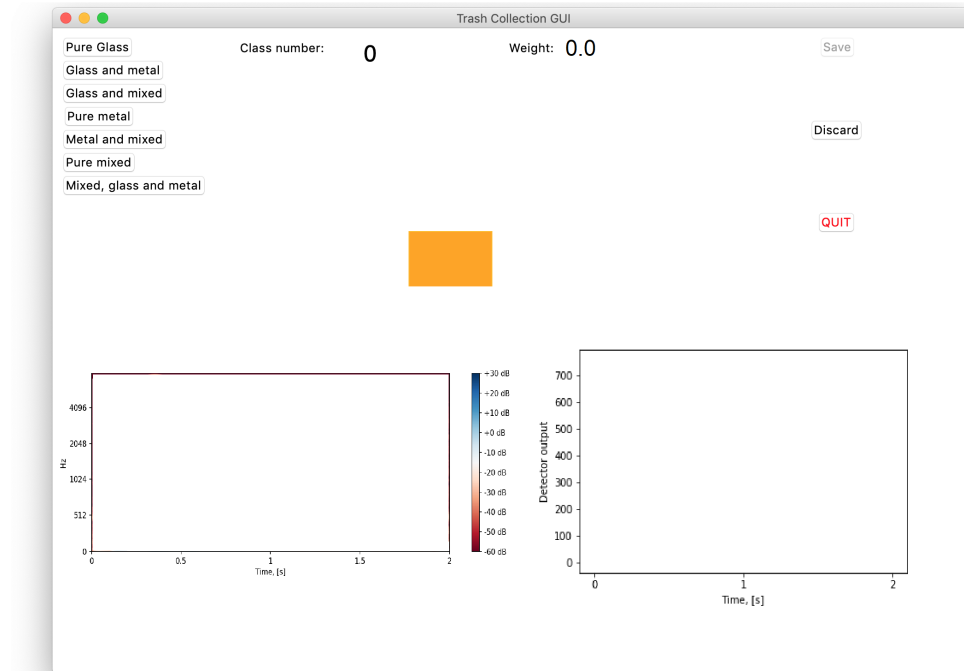 Trash Collection GUI
Pure Glass
Class number:
0
Weight:
0.0
Save
Glass and metal
Glass and mixed
Pure metal
Discard
Metal and mixed
Pure mixed
Mixed, glass and metal
QUIT
4096
2048
1024
512
0
Hz
0
0.5
1
1.5
2
Time, [s]
+30 dB
+20 dB
+10 dB
+0 dB
-10 dB
-20 dB
-30 dB
-40 dB
-50 dB
-60 dB
700
600
500
400
300
200
100
0
Detector output
0
1
2
Time, [s]